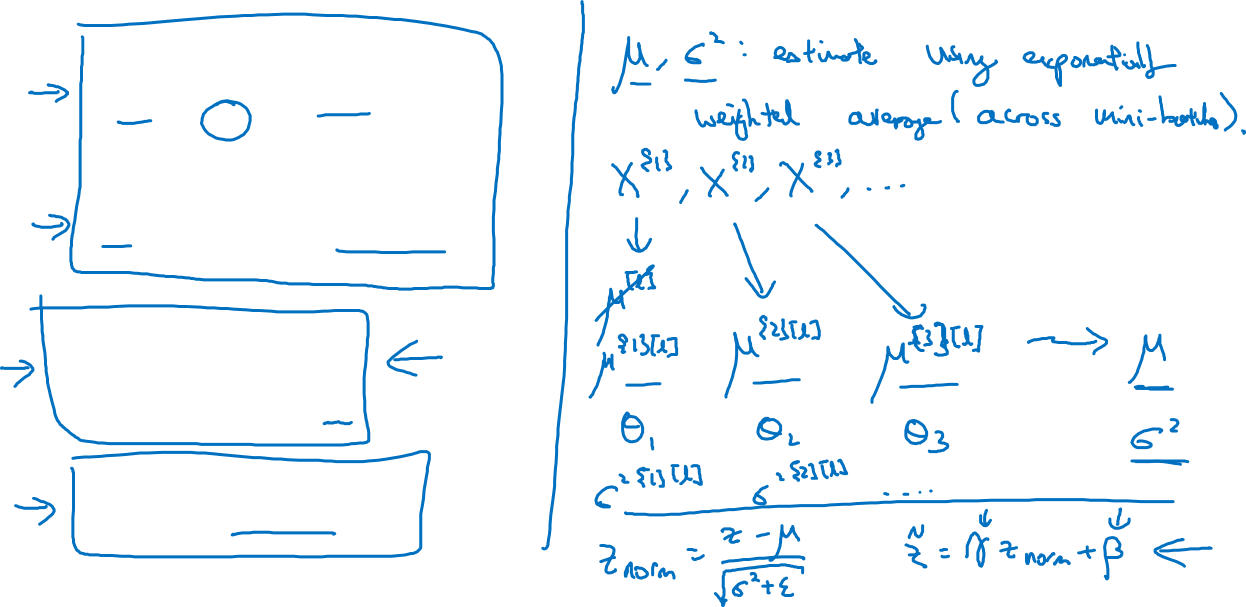 μ, σ²: estimate using exponentially
weighted average (across mini-batches).
X^{1}, X^{2}, X^{3}, ....
μ^[l]
μ^{1}[l] μ^{2}[l] μ^{3}[l] → μ
θ₁ θ₂ θ₃ σ²
σ²^{1}[l] σ²^{2}[l] ....
z_norm = (z - μ) / √(σ² + ε) z̃ = γ z_norm + β ←